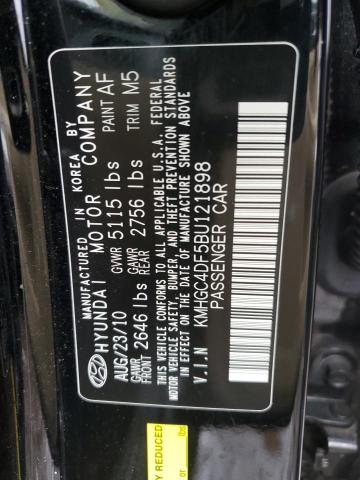 MANUFACTURED IN KOREA BY
HYUNDAI MOTOR COMPANY
AUG/23/10 GVWR 5115 lbs PAINT AF
GAWR FRONT 2646 lbs GAWR REAR 2756 lbs TRIM M5
THIS VEHICLE CONFORMS TO ALL APPLICABLE U.S.A. FEDERAL
MOTOR VEHICLE SAFETY, BUMPER, AND THEFT PREVENTION STANDARDS
IN EFFECT ON THE DATE OF MANUFACTURE SHOWN ABOVE.
V.I.N KMHGC4DF5BU121898
PASSENGER CAR
Y REDUCED
or lbs